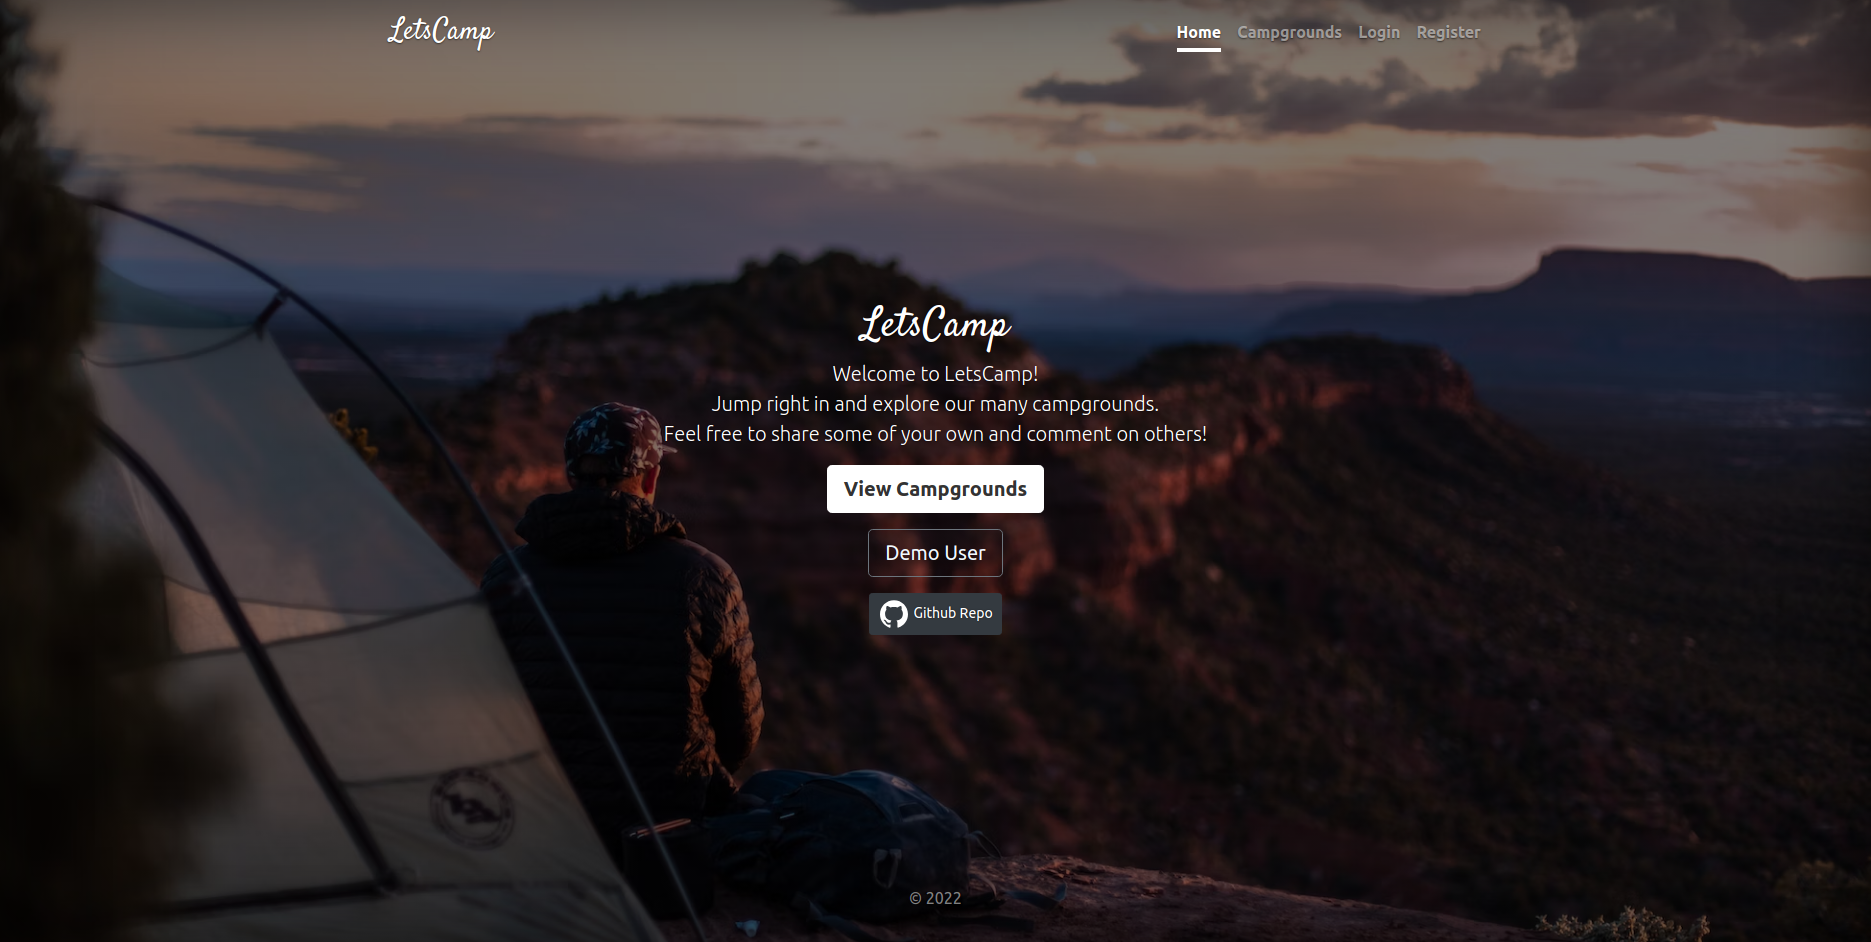 LetsCamp
Home Campgrounds Login Register
LetsCamp
Welcome to LetsCamp!
Jump right in and explore our many campgrounds.
Feel free to share some of your own and comment on others!
View Campgrounds
Demo User
Github Repo
© 2022